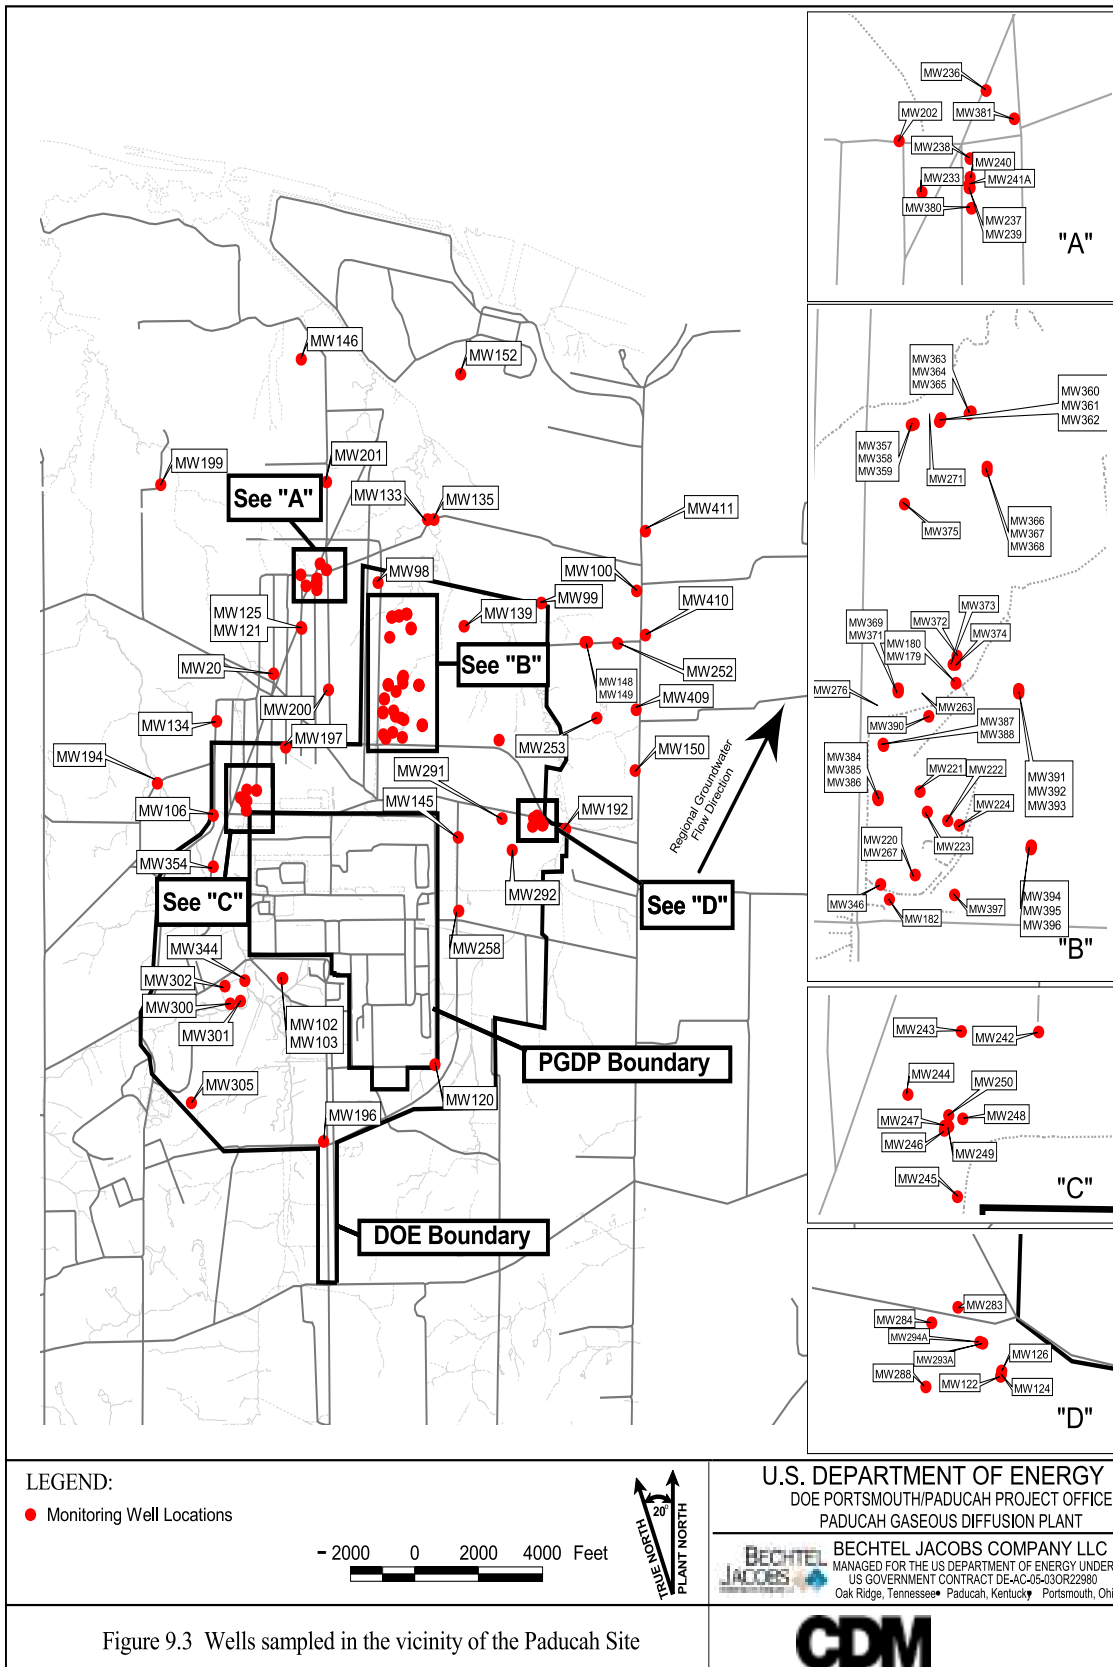 MW146
MW152
MW199
MW201
See "A"
MW133
MW135
MW411
MW98
MW100
MW99
MW410
MW139
MW125
MW121
See "B"
MW20
MW148
MW149
MW252
MW200
MW409
MW134
MW197
MW253
MW150
MW194
MW291
MW145
MW106
MW192
Regional Groundwater
Flow Direction
MW354
See "C"
MW292
See "D"
MW258
MW344
MW302
MW300
MW301
MW102
MW103
PGDP Boundary
MW305
MW120
MW196
DOE Boundary
MW236
MW202
MW381
MW238
MW240
MW233
MW241A
MW380
MW237
MW239
"A"
MW363
MW364
MW365
MW360
MW361
MW362
MW357
MW358
MW359
MW271
MW375
MW366
MW367
MW368
MW373
MW369
MW371
MW372
MW374
MW180
MW179
MW276
MW263
MW390
MW387
MW388
MW384
MW385
MW386
MW221
MW222
MW391
MW392
MW393
MW224
MW220
MW267
MW223
MW346
MW182
MW397
MW394
MW395
MW396
"B"
MW243
MW242
MW244
MW250
MW247
MW248
MW246
MW249
MW245
"C"
MW283
MW284
MW294A
MW293A
MW126
MW288
MW122
MW124
"D"
LEGEND:
Monitoring Well Locations
- 2000 0 2000 4000 Feet
20°
TRUE NORTH
PLANT NORTH
U.S. DEPARTMENT OF ENERGY
DOE PORTSMOUTH/PADUCAH PROJECT OFFICE
PADUCAH GASEOUS DIFFUSION PLANT
BECHTEL
JACOBS
BECHTEL JACOBS COMPANY LLC
MANAGED FOR THE US DEPARTMENT OF ENERGY UNDER
US GOVERNMENT CONTRACT DE-AC-05-03OR22980
Oak Ridge, Tennessee• Paducah, Kentucky• Portsmouth, Ohi
Figure 9.3 Wells sampled in the vicinity of the Paducah Site
CDM